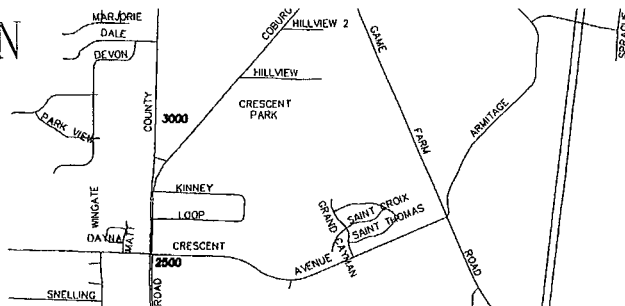 N
MARJORIE
DALE
DEVON
PARK VIEW
COUNTY
3000
COBURG
HILLVIEW 2
HILLVIEW
CRESCENT
PARK
GAME
FARM
ROAD
ARMITAGE
SPRAGUE
WINGATE
DAYNA
MATT
KINNEY
LOOP
CRESCENT
AVENUE
2500
ROAD
SNELLING
GRAND CAYMAN
SAINT CROIX
SAINT THOMAS